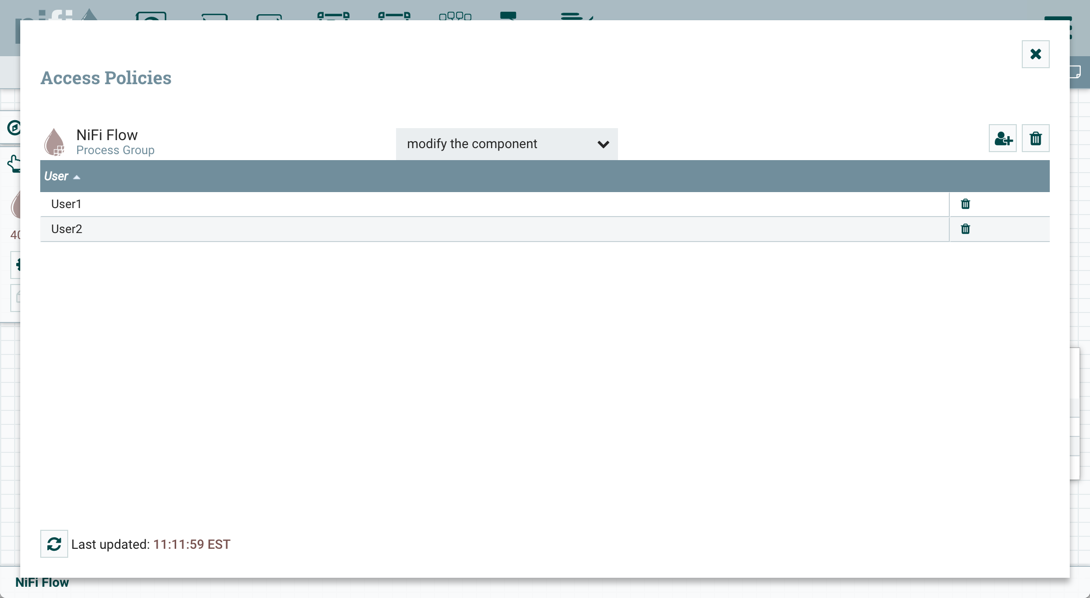 Access Policies
NiFi Flow
Process Group
modify the component
User
User1
User2
Last updated: 11:11:59 EST
NiFi Flow